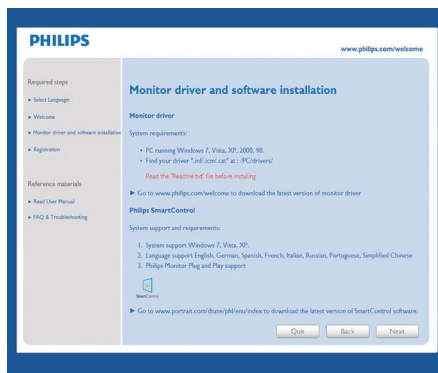 PHILIPS
www.philips.com/welcome
Required steps
► Select Language:
► Welcome
► Monitor driver and software installation
► Registration
Reference materials
► Read User Manual
► FAQ & Troubleshooting
Monitor driver and software installation
Monitor driver
System requirements:
• PC running Windows 7, Vista, XP, 2000, 98.
• Find your driver ".inf/.icm/.cat" at : :/PC/drivers/
Read the "Readme.txt" file before installing
► Go to www.philips.com/welcome to download the latest version of monitor driver
Philips SmartControl
System support and requirements:
1. System support Windows 7, Vista, XP.
2. Language support English, German, Spanish, French, Italian, Russian, Portuguese, Simplified Chinese
3. Philips Monitor Plug and Play support
SmartControl
► Go to www.portrait.com/dtune/phl/enu/index to download the latest version of SmartControl software.
Quit
Back
Next